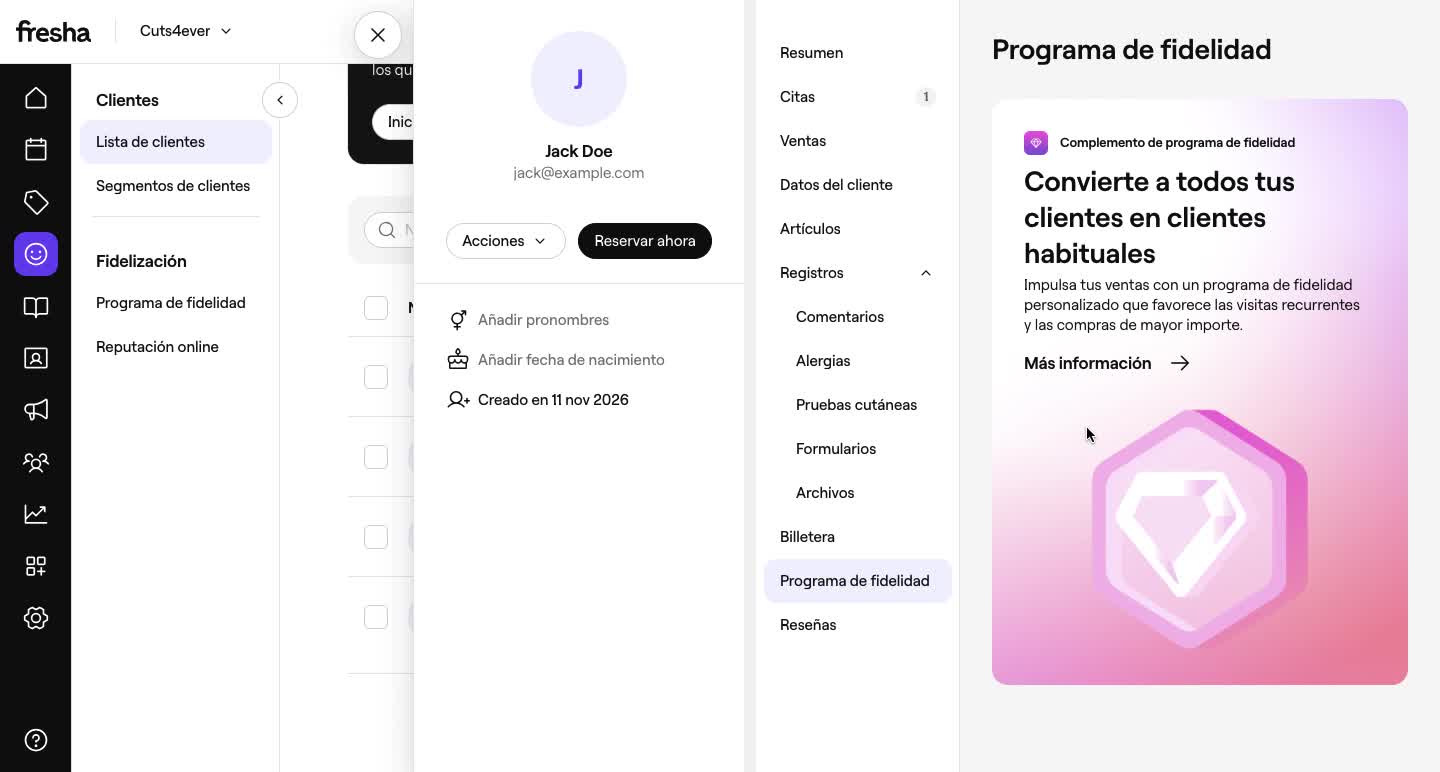 fresha
Cuts4ever
Clientes
Lista de clientes
Segmentos de clientes
Fidelización
Programa de fidelidad
Reputación online
los qu
Inic
N
N
J
Jack Doe
jack@example.com
Acciones
Reservar ahora
Añadir pronombres
Añadir fecha de nacimiento
Creado en 11 nov 2026
Resumen
Citas
1
Ventas
Datos del cliente
Artículos
Registros
Comentarios
Alergias
Pruebas cutáneas
Formularios
Archivos
Billetera
Programa de fidelidad
Reseñas
Programa de fidelidad
Complemento de programa de fidelidad
Convierte a todos tus
clientes en clientes
habituales
Impulsa tus ventas con un programa de fidelidad
personalizado que favorece las visitas recurrentes
y las compras de mayor importe.
Más información